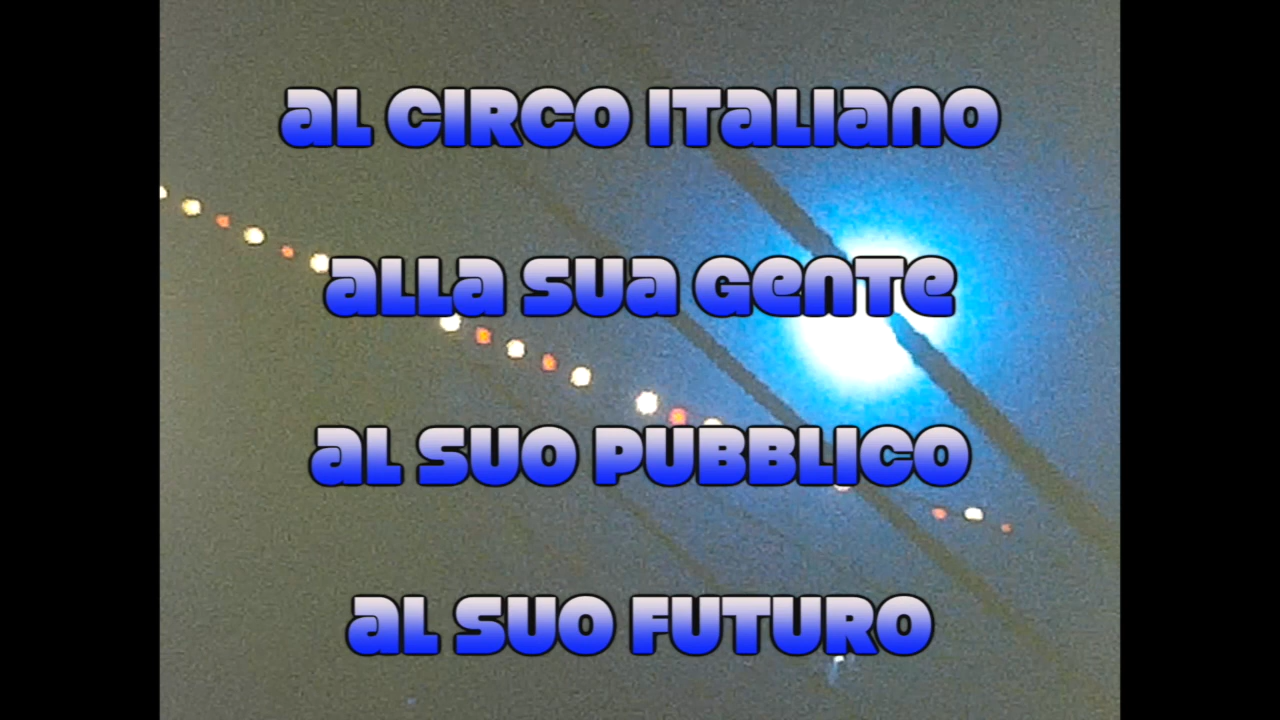 AL CIRCO ITALIANO
ALLA SUA GENTE
AL SUO PUBBLICO
AL SUO FUTURO